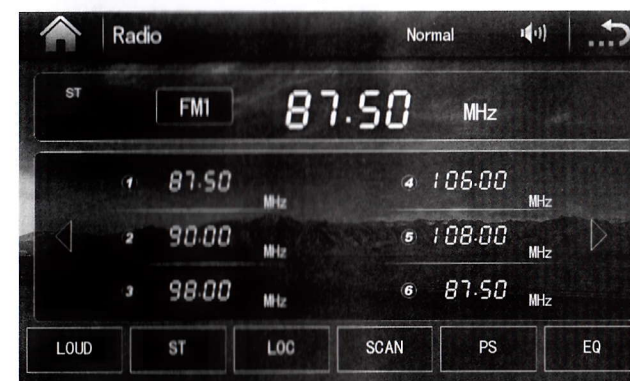 Radio Normal
ST FM1 87.50 MHz
1 87.50 MHz 4 106.00 MHz
2 90.00 MHz 5 108.00 MHz
3 98.00 MHz 6 87.50 MHz
LOUD ST LOC SCAN PS EQ